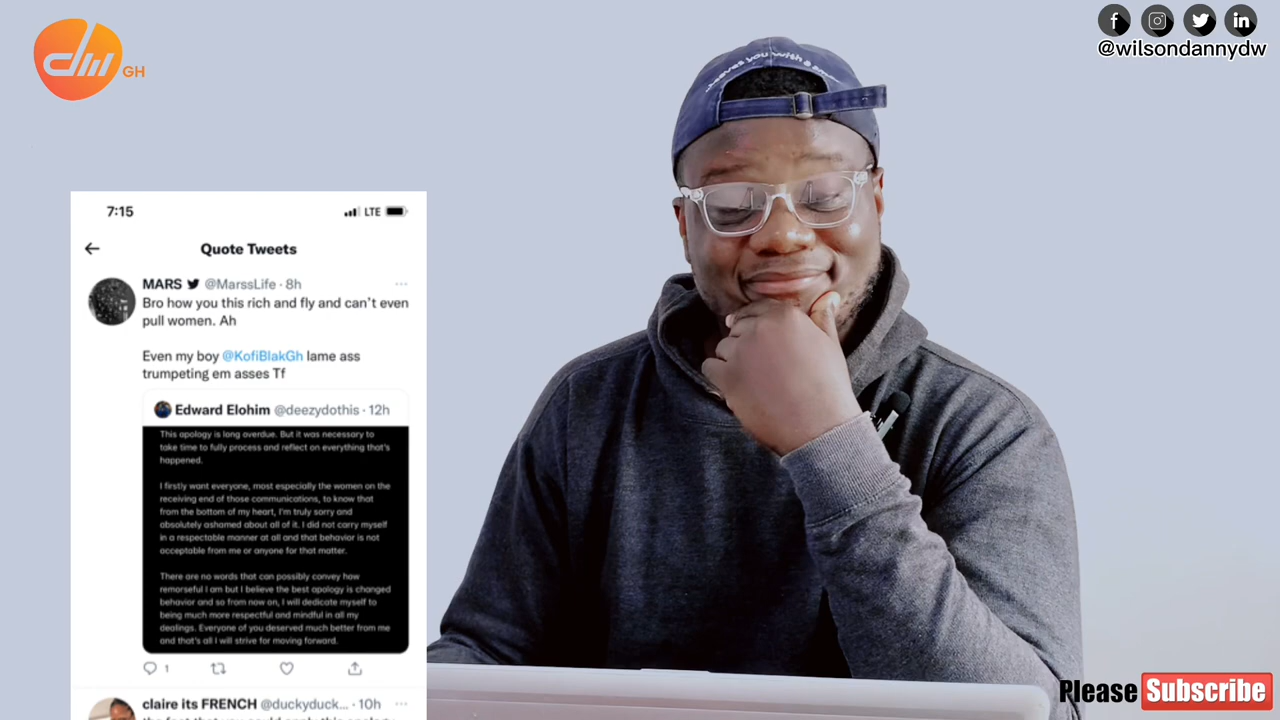 dw GH
@wilsondannydw
7:15
LTE
Quote Tweets
MARS @MarssLife · 8h
Bro how you this rich and fly and can't even
pull women. Ah
Even my boy @KofiBlakGh lame ass
trumpeting em asses Tf
Edward Elohim @deezydothis · 12h
This apology is long overdue. But it was necessary to
take time to fully process and reflect on everything that's
happened.
I firstly want everyone, most especially the women on the
receiving end of those communications, to know that
from the bottom of my heart, I'm truly sorry and
absolutely ashamed about all of it. I did not carry myself
in a respectable manner at all and that behavior is not
acceptable from me or anyone for that matter.
There are no words that can possibly convey how
remorseful I am but I believe the best apology is changed
behavior and so from now on, I will dedicate myself to
being much more respectful and mindful in all my
dealings. Everyone of you deserved much better from me
and that's all I will strive for moving forward.
1
claire its FRENCH @duckyduck... · 10h
Please Subscribe